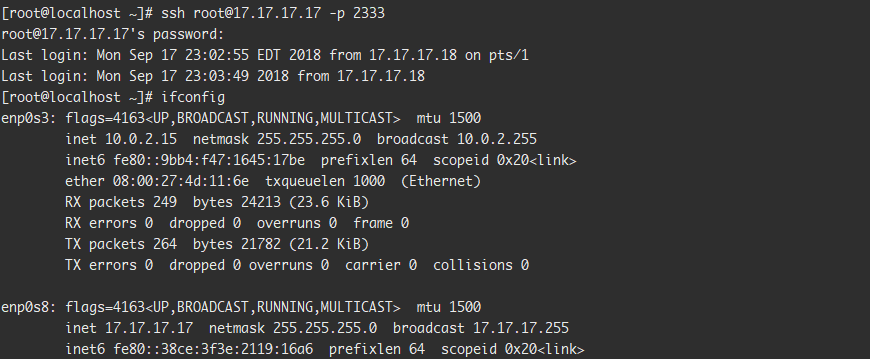 [root@localhost ~]# ssh root@17.17.17.17 -p 2333
root@17.17.17.17's password:
Last login: Mon Sep 17 23:02:55 EDT 2018 from 17.17.17.18 on pts/1
Last login: Mon Sep 17 23:03:49 2018 from 17.17.17.18
[root@localhost ~]# ifconfig
enp0s3: flags=4163<UP,BROADCAST,RUNNING,MULTICAST>  mtu 1500
        inet 10.0.2.15  netmask 255.255.255.0  broadcast 10.0.2.255
        inet6 fe80::9bb4:f47:1645:17be  prefixlen 64  scopeid 0x20<link>
        ether 08:00:27:4d:11:6e  txqueuelen 1000  (Ethernet)
        RX packets 249  bytes 24213 (23.6 KiB)
        RX errors 0  dropped 0  overruns 0  frame 0
        TX packets 264  bytes 21782 (21.2 KiB)
        TX errors 0  dropped 0 overruns 0  carrier 0  collisions 0

enp0s8: flags=4163<UP,BROADCAST,RUNNING,MULTICAST>  mtu 1500
        inet 17.17.17.17  netmask 255.255.255.0  broadcast 17.17.17.255
        inet6 fe80::38ce:3f3e:2119:16a6  prefixlen 64  scopeid 0x20<link>